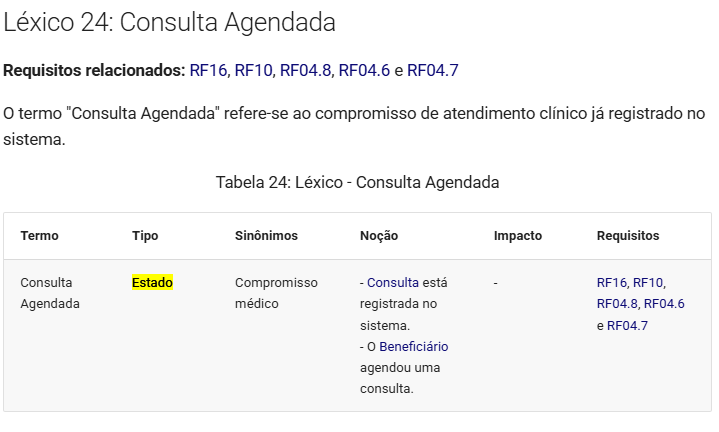 Léxico 24: Consulta Agendada
Requisitos relacionados: RF16, RF10, RF04.8, RF04.6 e RF04.7
O termo "Consulta Agendada" refere-se ao compromisso de atendimento clínico já registrado no
sistema.
Tabela 24: Léxico - Consulta Agendada
Termo Tipo Sinônimos Noção Impacto Requisitos
Consulta
Agendada
Estado
Compromisso
médico
- Consulta está
registrada no
sistema.
- O Beneficiário
agendou uma
consulta.
-
RF16, RF10,
RF04.8, RF04.6
e RF04.7